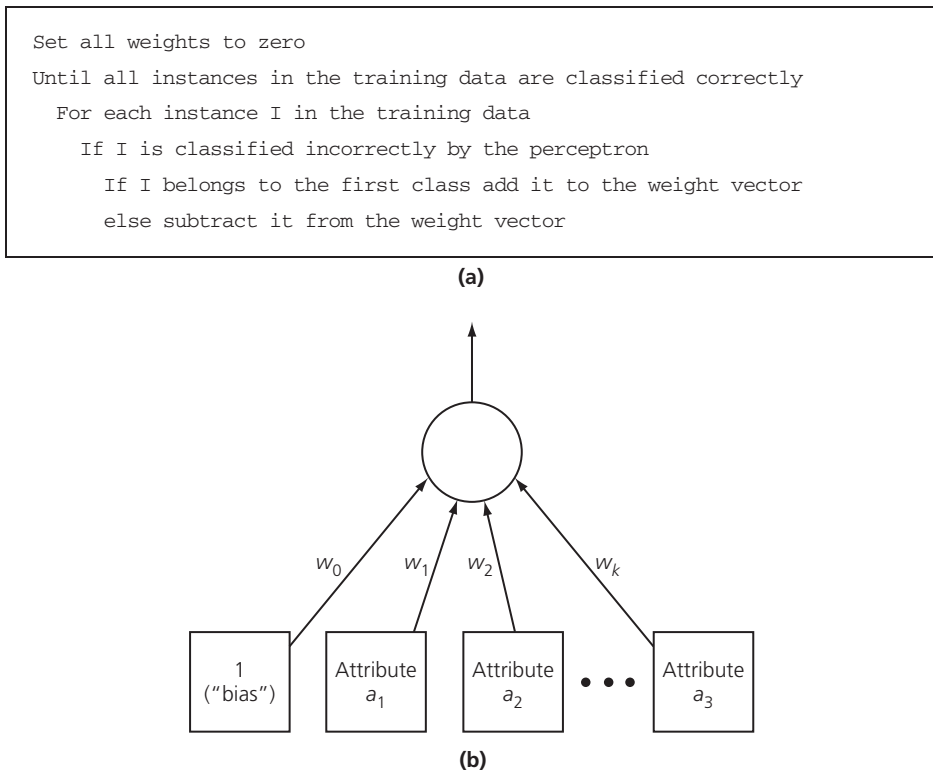 Set all weights to zero
Until all instances in the training data are classified correctly
For each instance I in the training data
If I is classified incorrectly by the perceptron
If I belongs to the first class add it to the weight vector
else subtract it from the weight vector
(a)
w0 w1 w2 wk
1
("bias")
Attribute
a1
Attribute
a2
Attribute
a3
(b)